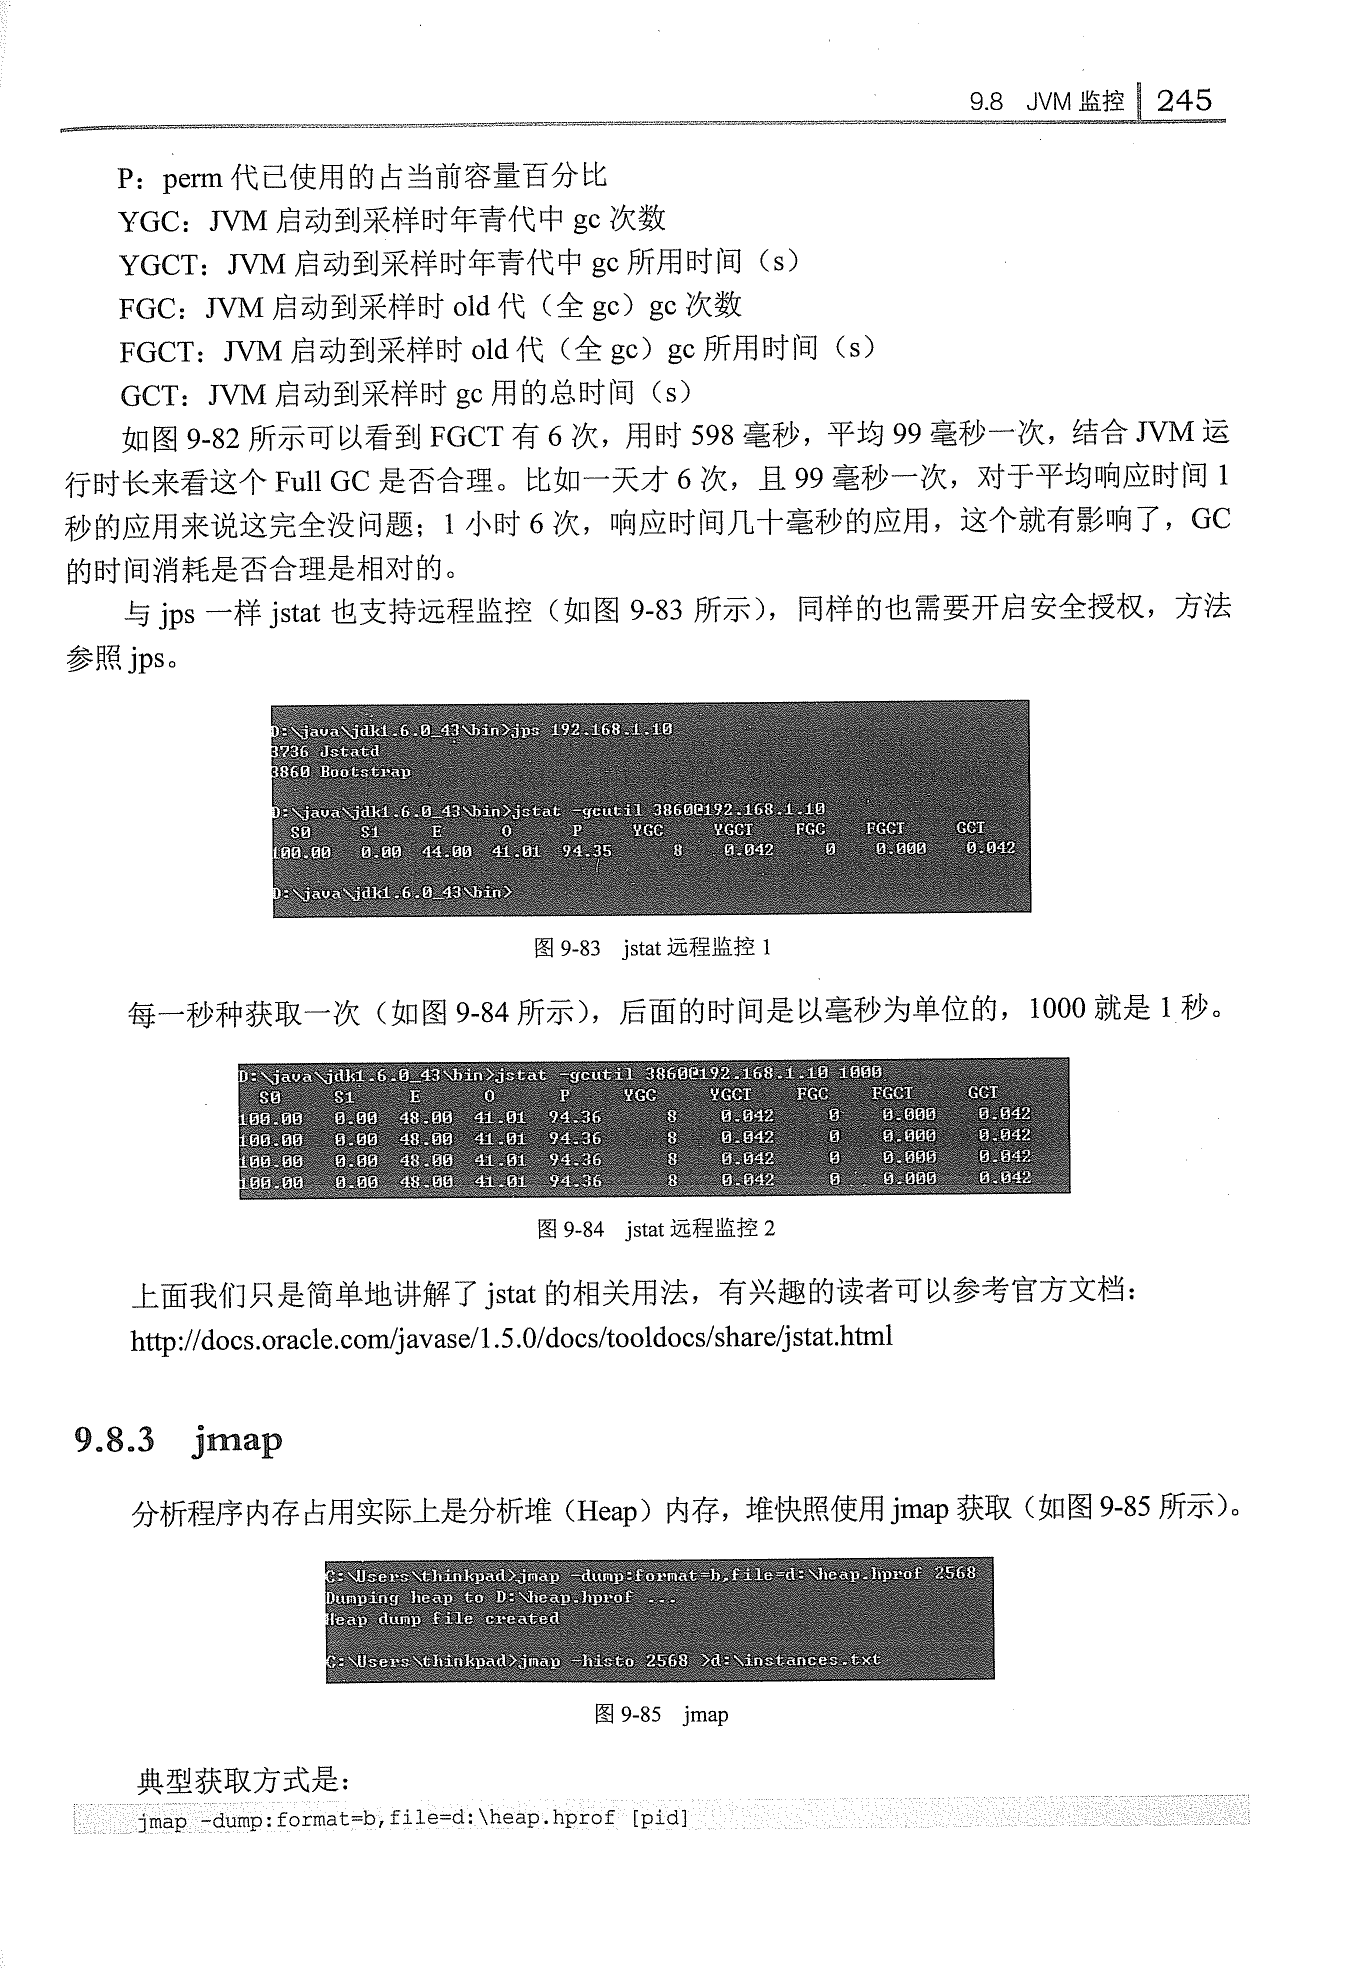 9.8 JVM 监控 245
P：perm 代已使用的占当前容量百分比
YGC：JVM 启动到采样时年青代中 gc 次数
YGCT：JVM 启动到采样时年青代中 gc 所用时间（s）
FGC：JVM 启动到采样时 old 代（全 gc）gc 次数
FGCT：JVM 启动到采样时 old 代（全 gc）gc 所用时间（s）
GCT：JVM 启动到采样时 gc 用的总时间（s）
如图 9-82 所示可以看到 FGCT 有 6 次，用时 598 毫秒，平均 99 毫秒一次，结合 JVM 运
行时长来看这个 Full GC 是否合理。比如一天才 6 次，且 99 毫秒一次，对于平均响应时间 1
秒的应用来说这完全没问题；1 小时 6 次，响应时间几十毫秒的应用，这个就有影响了，GC
的时间消耗是否合理是相对的。
与 jps 一样 jstat 也支持远程监控（如图 9-83 所示），同样的也需要开启安全授权，方法
参照 jps。
D:\java\jdk1.6.0_43\bin>jps 192.168.1.10
3736 Jstatd
3860 Bootstrap
D:\java\jdk1.6.0_43\bin>jstat -gcutil 3860@192.168.1.10
S0 S1 E O P YGC YGCT FGC FGCT GCT
100.00 0.00 44.00 41.01 94.35 8 0.042 0 0.000 0.042
D:\java\jdk1.6.0_43\bin>
图 9-83 jstat 远程监控 1
每一秒种获取一次（如图 9-84 所示），后面的时间是以毫秒为单位的，1000 就是 1 秒。
D:\java\jdk1.6.0_43\bin>jstat -gcutil 3860@192.168.1.10 1000
S0 S1 E O P YGC YGCT FGC FGCT GCT
100.00 0.00 48.00 41.01 94.36 8 0.042 0 0.000 0.042
100.00 0.00 48.00 41.01 94.36 8 0.042 0 0.000 0.042
100.00 0.00 48.00 41.01 94.36 8 0.042 0 0.000 0.042
100.00 0.00 48.00 41.01 94.36 8 0.042 0 0.000 0.042
图 9-84 jstat 远程监控 2
上面我们只是简单地讲解了 jstat 的相关用法，有兴趣的读者可以参考官方文档：
http://docs.oracle.com/javase/1.5.0/docs/tooldocs/share/jstat.html
9.8.3 jmap
分析程序内存占用实际上是分析堆（Heap）内存，堆快照使用 jmap 获取（如图 9-85 所示）。
C:\Users\thinkpad>jmap -dump:format=b,file=d:\heap.hprof 2568
Dumping heap to D:\heap.hprof ...
Heap dump file created
C:\Users\thinkpad>jmap -histo 2568 >d:\instances.txt
图 9-85 jmap
典型获取方式是：
jmap -dump:format=b,file=d:\heap.hprof [pid]